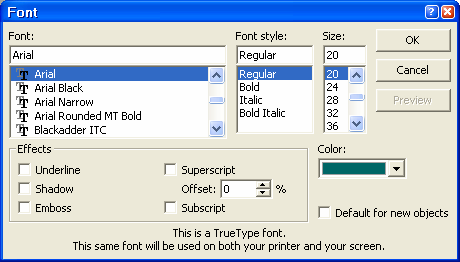 Font
Font: Font style: Size:
Arial Regular 20 OK
Arial Regular 20
Arial Black Bold 24 Cancel
Arial Narrow Italic 28
Arial Rounded MT Bold Bold Italic 32 Preview
Blackadder ITC 36
Effects Color:
Underline Superscript
Shadow Offset: 0 %
Emboss Subscript Default for new objects
This is a TrueType font.
This same font will be used on both your printer and your screen.